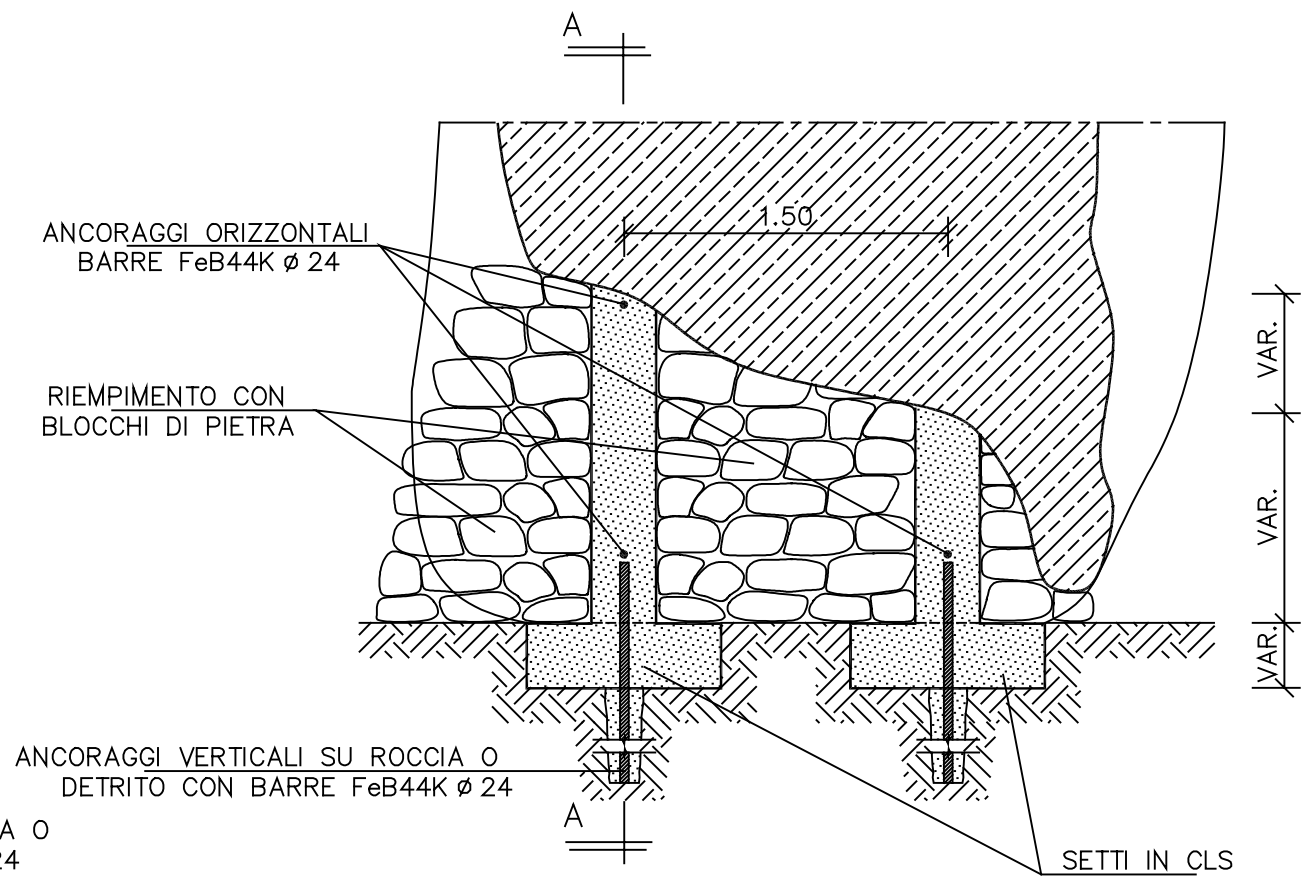 A
1.50
ANCORAGGI ORIZZONTALI
BARRE FeB44K ø 24
VAR.
RIEMPIMENTO CON
BLOCCHI DI PIETRA
VAR.
VAR.
ANCORAGGI VERTICALI SU ROCCIA O
DETRITO CON BARRE FeB44K ø 24
A
A O
24
SETTI IN CLS